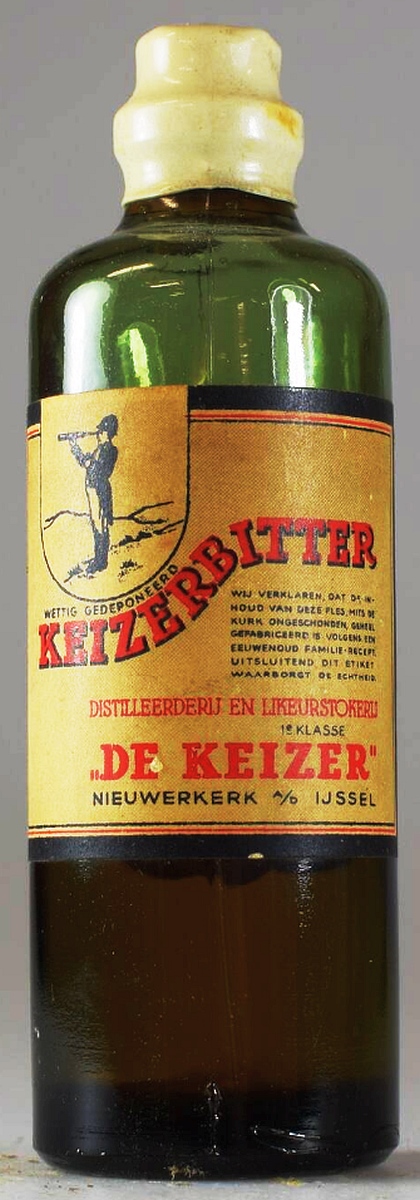 WETTIG GEDEPONEERD
KEIZERBITTER
WIJ VERKLAREN, DAT DE IN-
HOUD VAN DEZE FLES, MITS DE
KURK ONGESCHONDEN, GEHEEL
GEFABRICEERD IS VOLGENS EEN
EEUWENOUD FAMILIE-RECEPT.
UITSLUITEND DIT ETIKET
WAARBORGT DE ECHTHEID.
DISTILLEERDERIJ EN LIKEURSTOKERIJ
1e KLASSE
„DE KEIZER"
NIEUWERKERK A/D IJSSEL